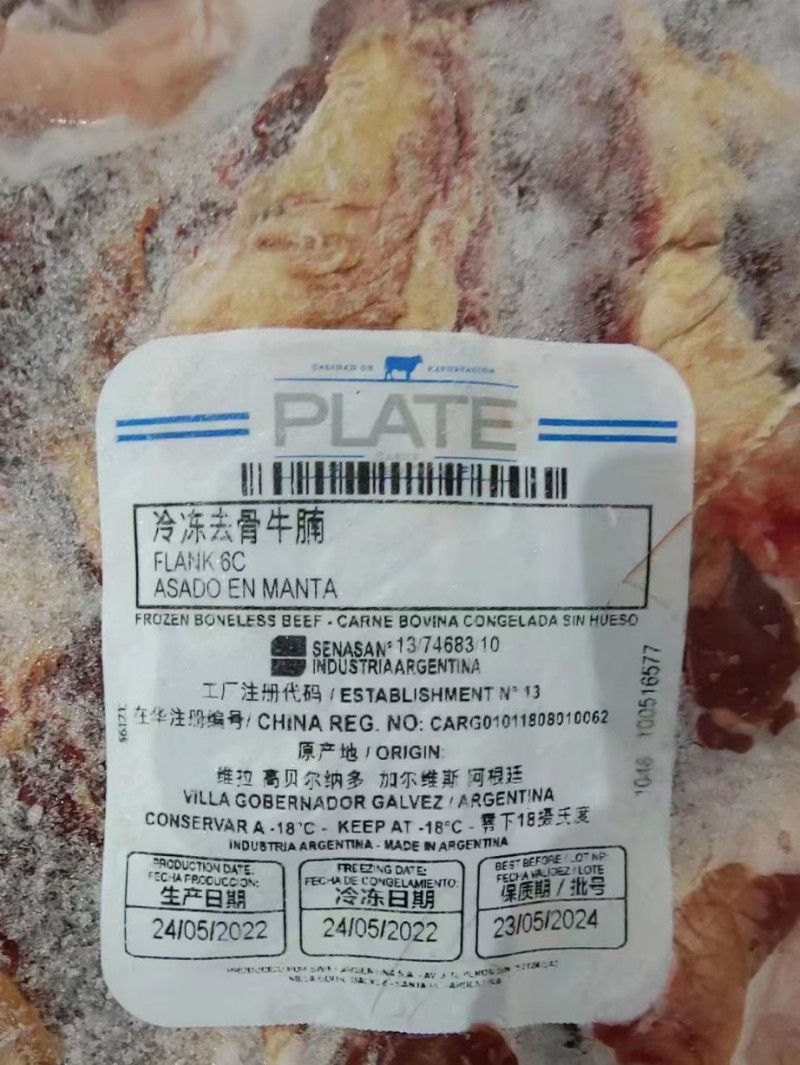 CALIDAD DE EXPORTACION
PLATE
冷冻去骨牛腩
FLANK 6C
ASADO EN MANTA
FROZEN BONELESS BEEF - CARNE BOVINA CONGELADA SIN HUESO
SENASA N° 13/74683/10
INDUSTRIA ARGENTINA
工厂注册代码 / ESTABLISHMENT N° 13
在华注册编号/ CHINA REG. NO: CARG01011808010062
原产地 / ORIGIN:
维拉 高贝尔纳多 加尔维斯 阿根廷
VILLA GOBERNADOR GALVEZ / ARGENTINA
CONSERVAR A -18°C - KEEP AT -18°C - 零下18摄氏度
INDUSTRIA ARGENTINA - MADE IN ARGENTINA
PRODUCTION DATE:
FECHA PRODUCCION:
生产日期
24/05/2022
FREEZING DATE:
FECHA DE CONGELAMIENTO:
冷冻日期
24/05/2022
BEST BEFORE / LOT Nº
FECHA VALIDEZ / LOTE
保质期 / 批号
23/05/2024
1046 100516577